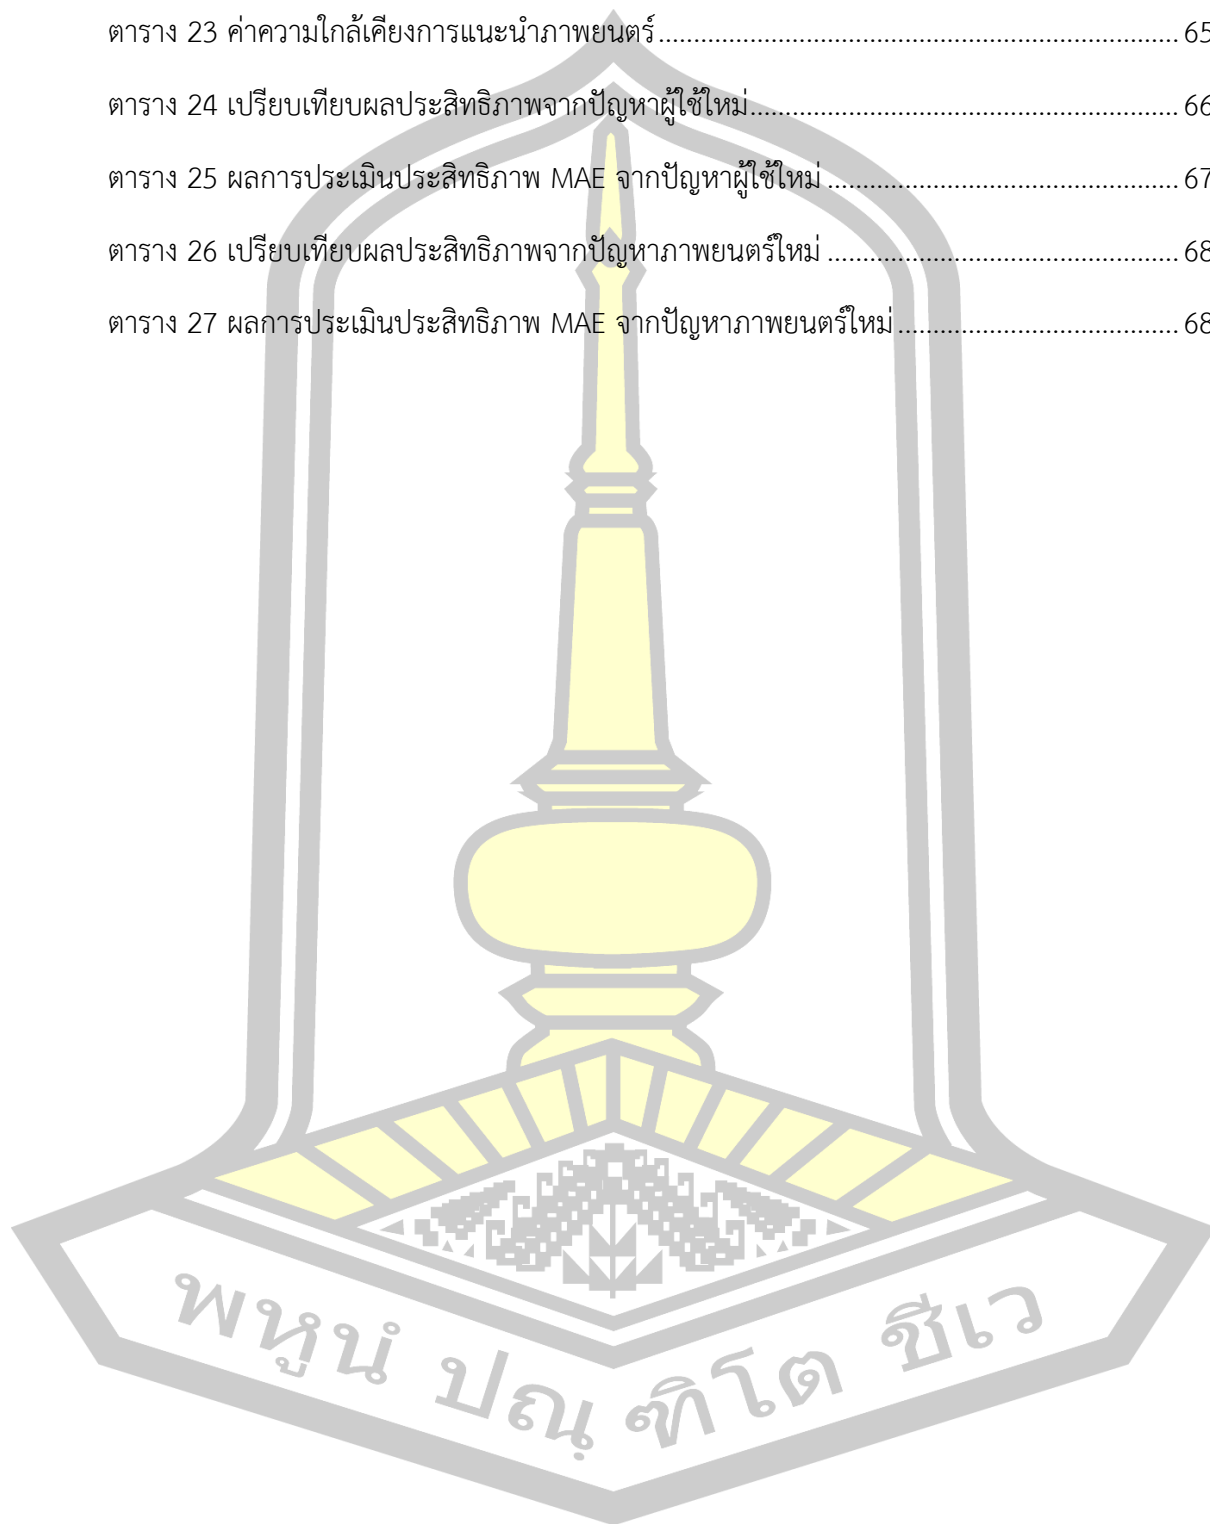 ตาราง 23 ค่าความใกล้เคียงการแนะนำภาพยนตร์.......................................................................... 65
ตาราง 24 เปรียบเทียบผลประสิทธิภาพจากปัญหาผู้ใช้ใหม่............................................................. 66
ตาราง 25 ผลการประเมินประสิทธิภาพ MAE จากปัญหาผู้ใช้ใหม่.................................................. 67
ตาราง 26 เปรียบเทียบผลประสิทธิภาพจากปัญหาภาพยนตร์ใหม่.................................................. 68
ตาราง 27 ผลการประเมินประสิทธิภาพ MAE จากปัญหาภาพยนตร์ใหม่........................................ 68
พหูนํ ปณฺฑิโต ชีเว